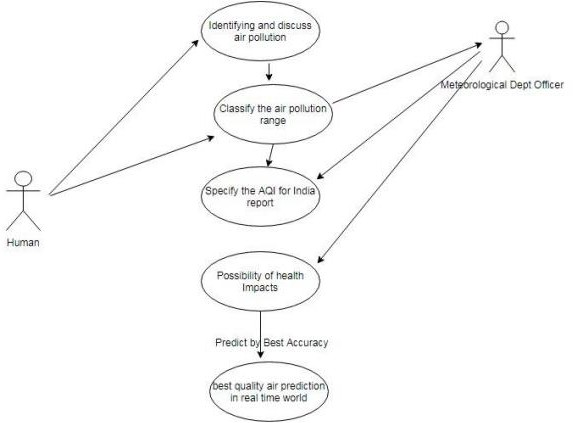 Identifying and discuss
air pollution
Meteorological Dept Officer
Classify the air pollution
range
Specify the AQI for India
report
Human
Possibility of health
Impacts
Predict by Best Accuracy
best quality air prediction
in real time world